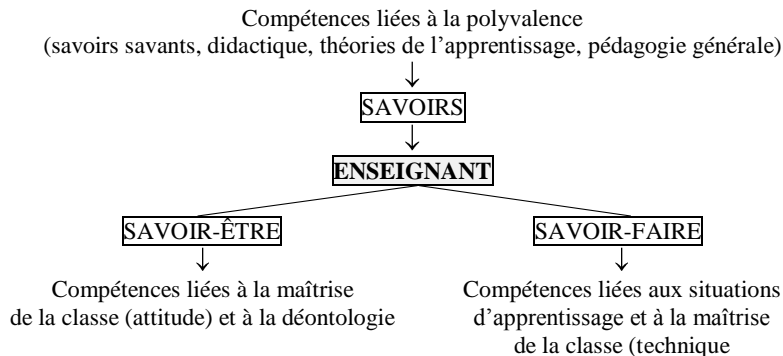 Compétences liées à la polyvalence
(savoirs savants, didactique, théories de l'apprentissage, pédagogie générale)
SAVOIRS
ENSEIGNANT
SAVOIR-ÊTRE
SAVOIR-FAIRE
Compétences liées à la maîtrise
de la classe (attitude) et à la déontologie
Compétences liées aux situations
d'apprentissage et à la maîtrise
de la classe (technique